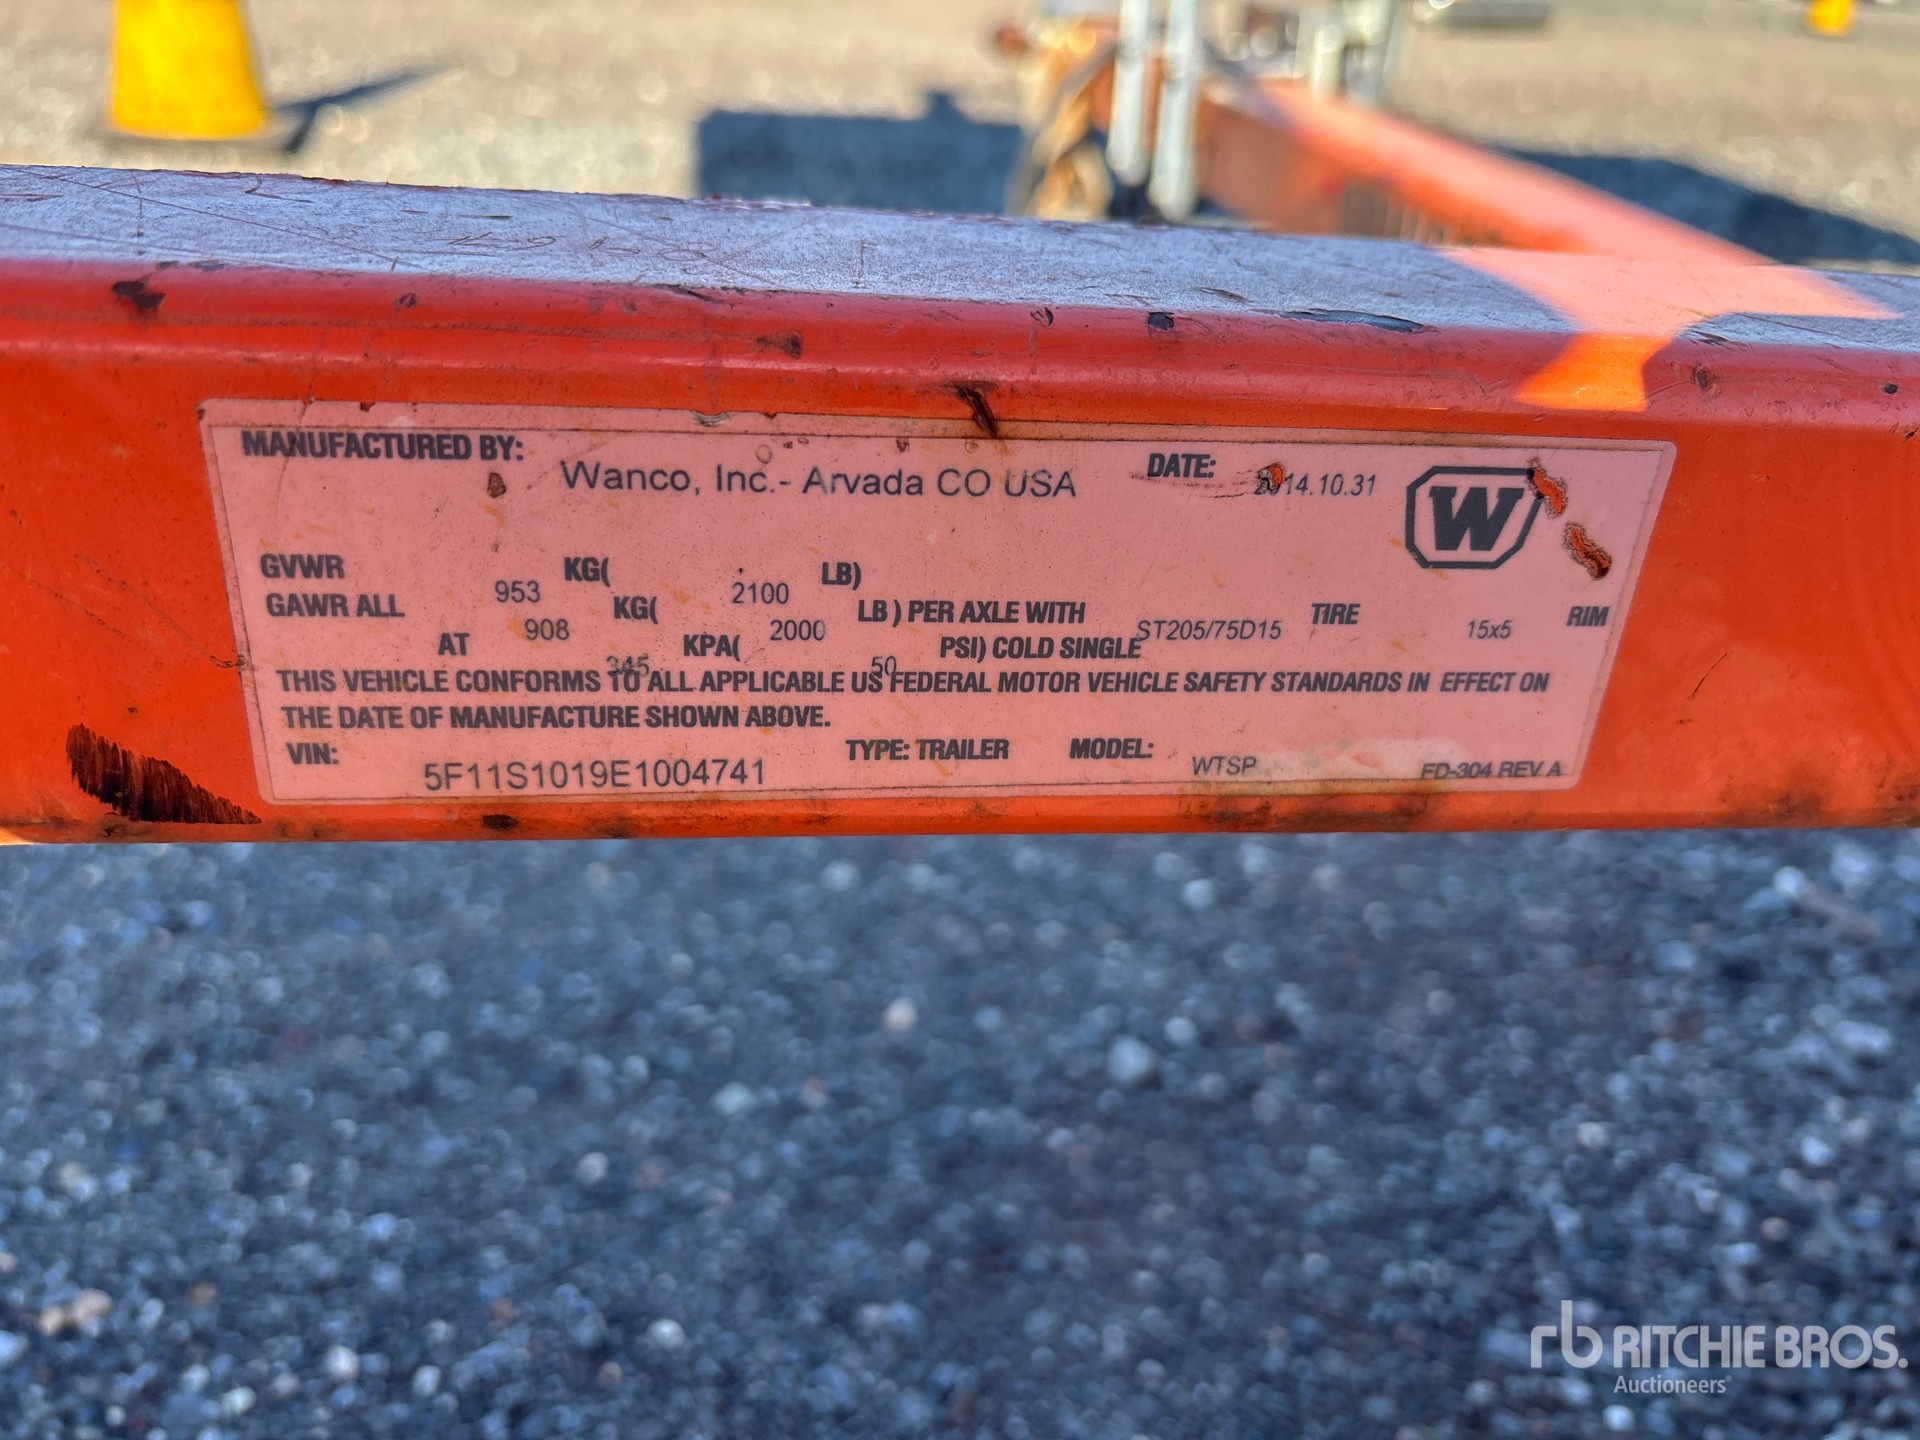 MANUFACTURED BY: Wanco, Inc.- Arvada CO USA DATE: 2014.10.31 W
GVWR 953 KG( 2100 LB)
GAWR ALL 908 KG( 2000 LB ) PER AXLE WITH ST205/75D15 TIRE 15x5 RIM
AT 345 KPA( 50 PSI) COLD SINGLE
THIS VEHICLE CONFORMS TO ALL APPLICABLE US FEDERAL MOTOR VEHICLE SAFETY STANDARDS IN EFFECT ON
THE DATE OF MANUFACTURE SHOWN ABOVE.
VIN: 5F11S1019E1004741 TYPE: TRAILER MODEL: WTSP FD-304 REV A
rb RITCHIE BROS.
Auctioneers